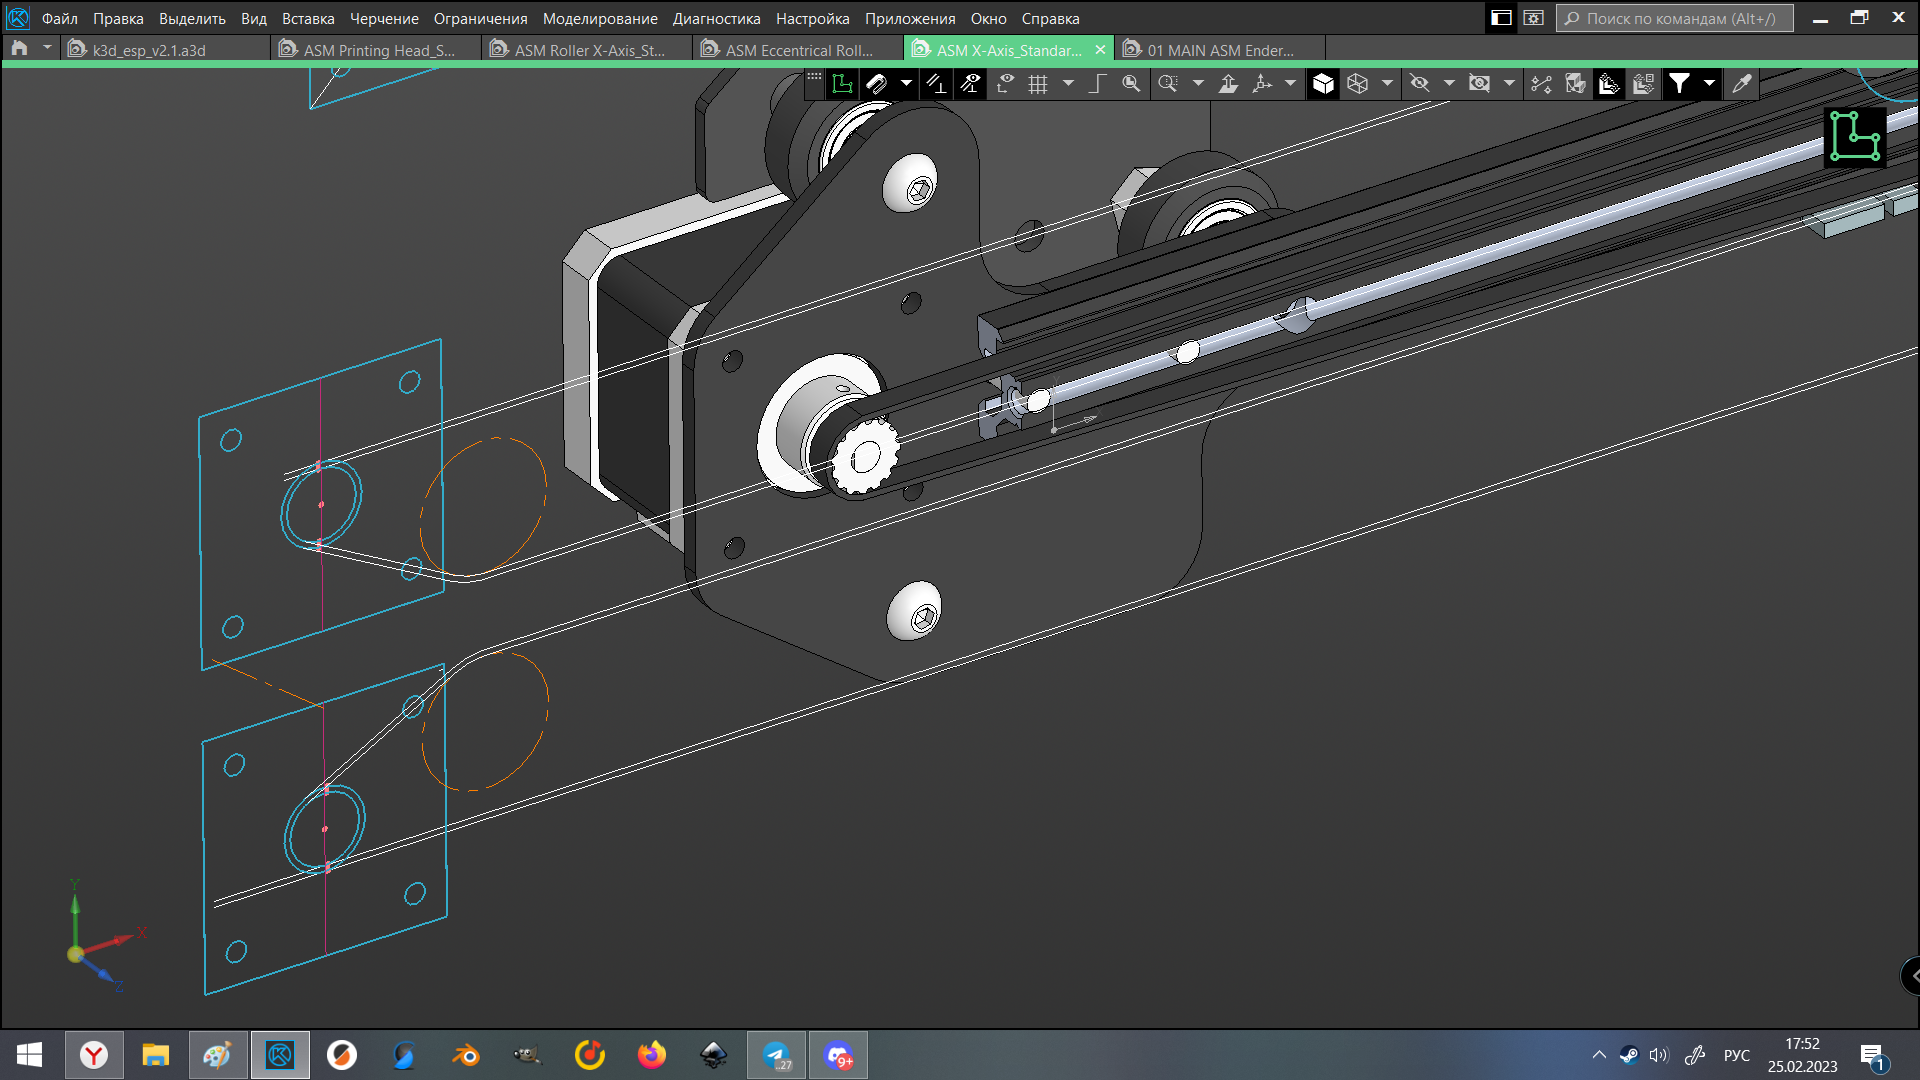 Файл Правка Выделить Вид Вставка Черчение Ограничения Моделирование Диагностика Настройка Приложения Окно Справка
Поиск по командам (Alt+/)
k3d_esp_v2.1.a3d
ASM Printing Head_S...
ASM Roller X-Axis_St...
ASM Eccentrical Roll...
ASM X-Axis_Standar...
01 MAIN ASM Ender...
Y
X
Z
27
9+
РУС
17:52
25.02.2023
1